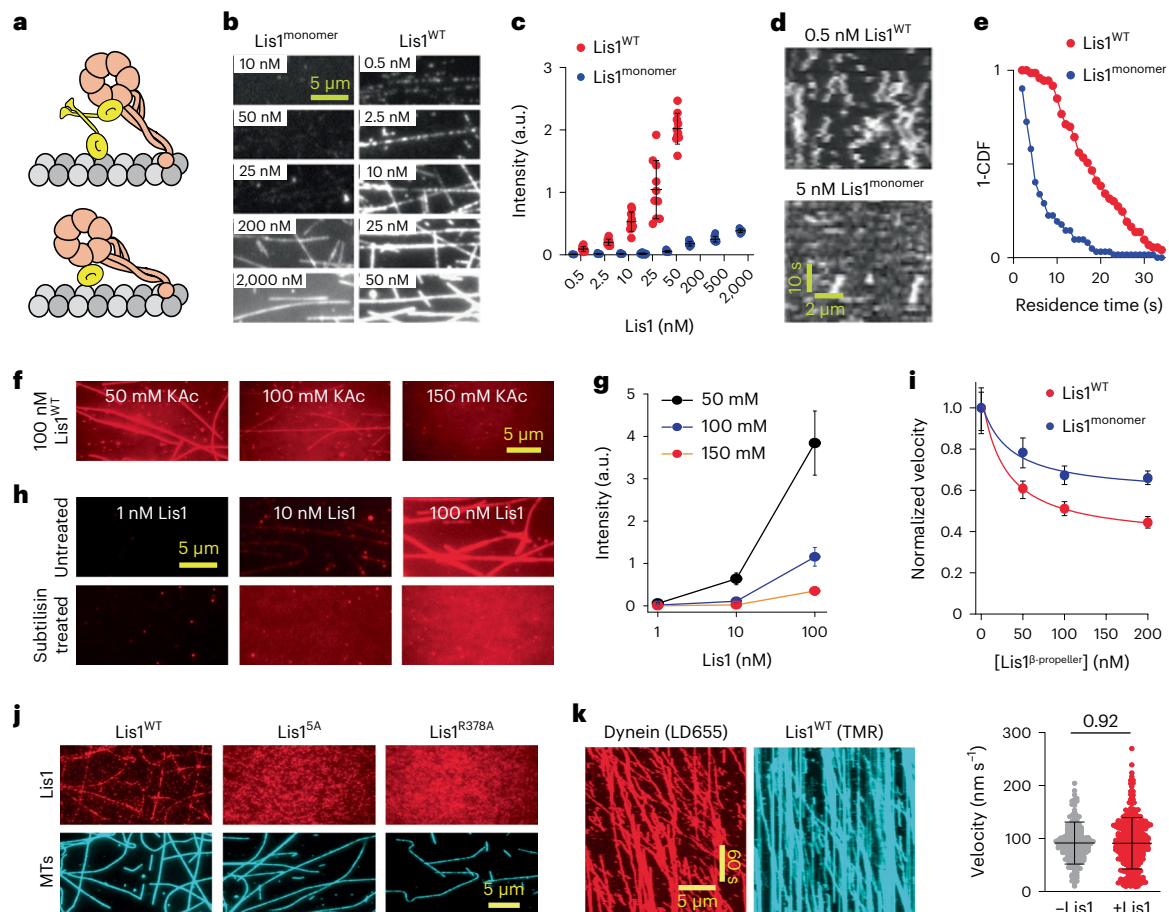 a
b
Lis1monomer
Lis1WT
10 nM
5 µm
50 nM
25 nM
200 nM
2,000 nM
0.5 nM
2.5 nM
10 nM
25 nM
50 nM
c
Lis1WT
Lis1monomer
Intensity (a.u.)
3
2
1
0
0.5
2.5
10
25
50
200
500
2,000
Lis1 (nM)
d
0.5 nM Lis1WT
5 nM Lis1monomer
10 s
2 µm
e
Lis1WT
Lis1monomer
1-CDF
1
0
0
10
20
30
Residence time (s)
f
100 nM
Lis1WT
50 mM KAc
100 mM KAc
150 mM KAc
5 µm
g
50 mM
100 mM
150 mM
Intensity (a.u.)
5
4
3
2
1
0
1
10
100
Lis1 (nM)
h
Untreated
1 nM Lis1
5 µm
10 nM Lis1
100 nM Lis1
Subtilisin
treated
i
Lis1WT
Lis1monomer
Normalized velocity
1.0
0.8
0.6
0.4
0.2
0
0
50
100
150
200
[Lis1β-propeller] (nM)
j
Lis1WT
Lis15A
Lis1R378A
Lis1
MTs
5 µm
k
Dynein (LD655)
Lis1WT (TMR)
60 s
5 µm
0.92
Velocity (nm s−1)
300
200
100
0
−Lis1
+Lis1